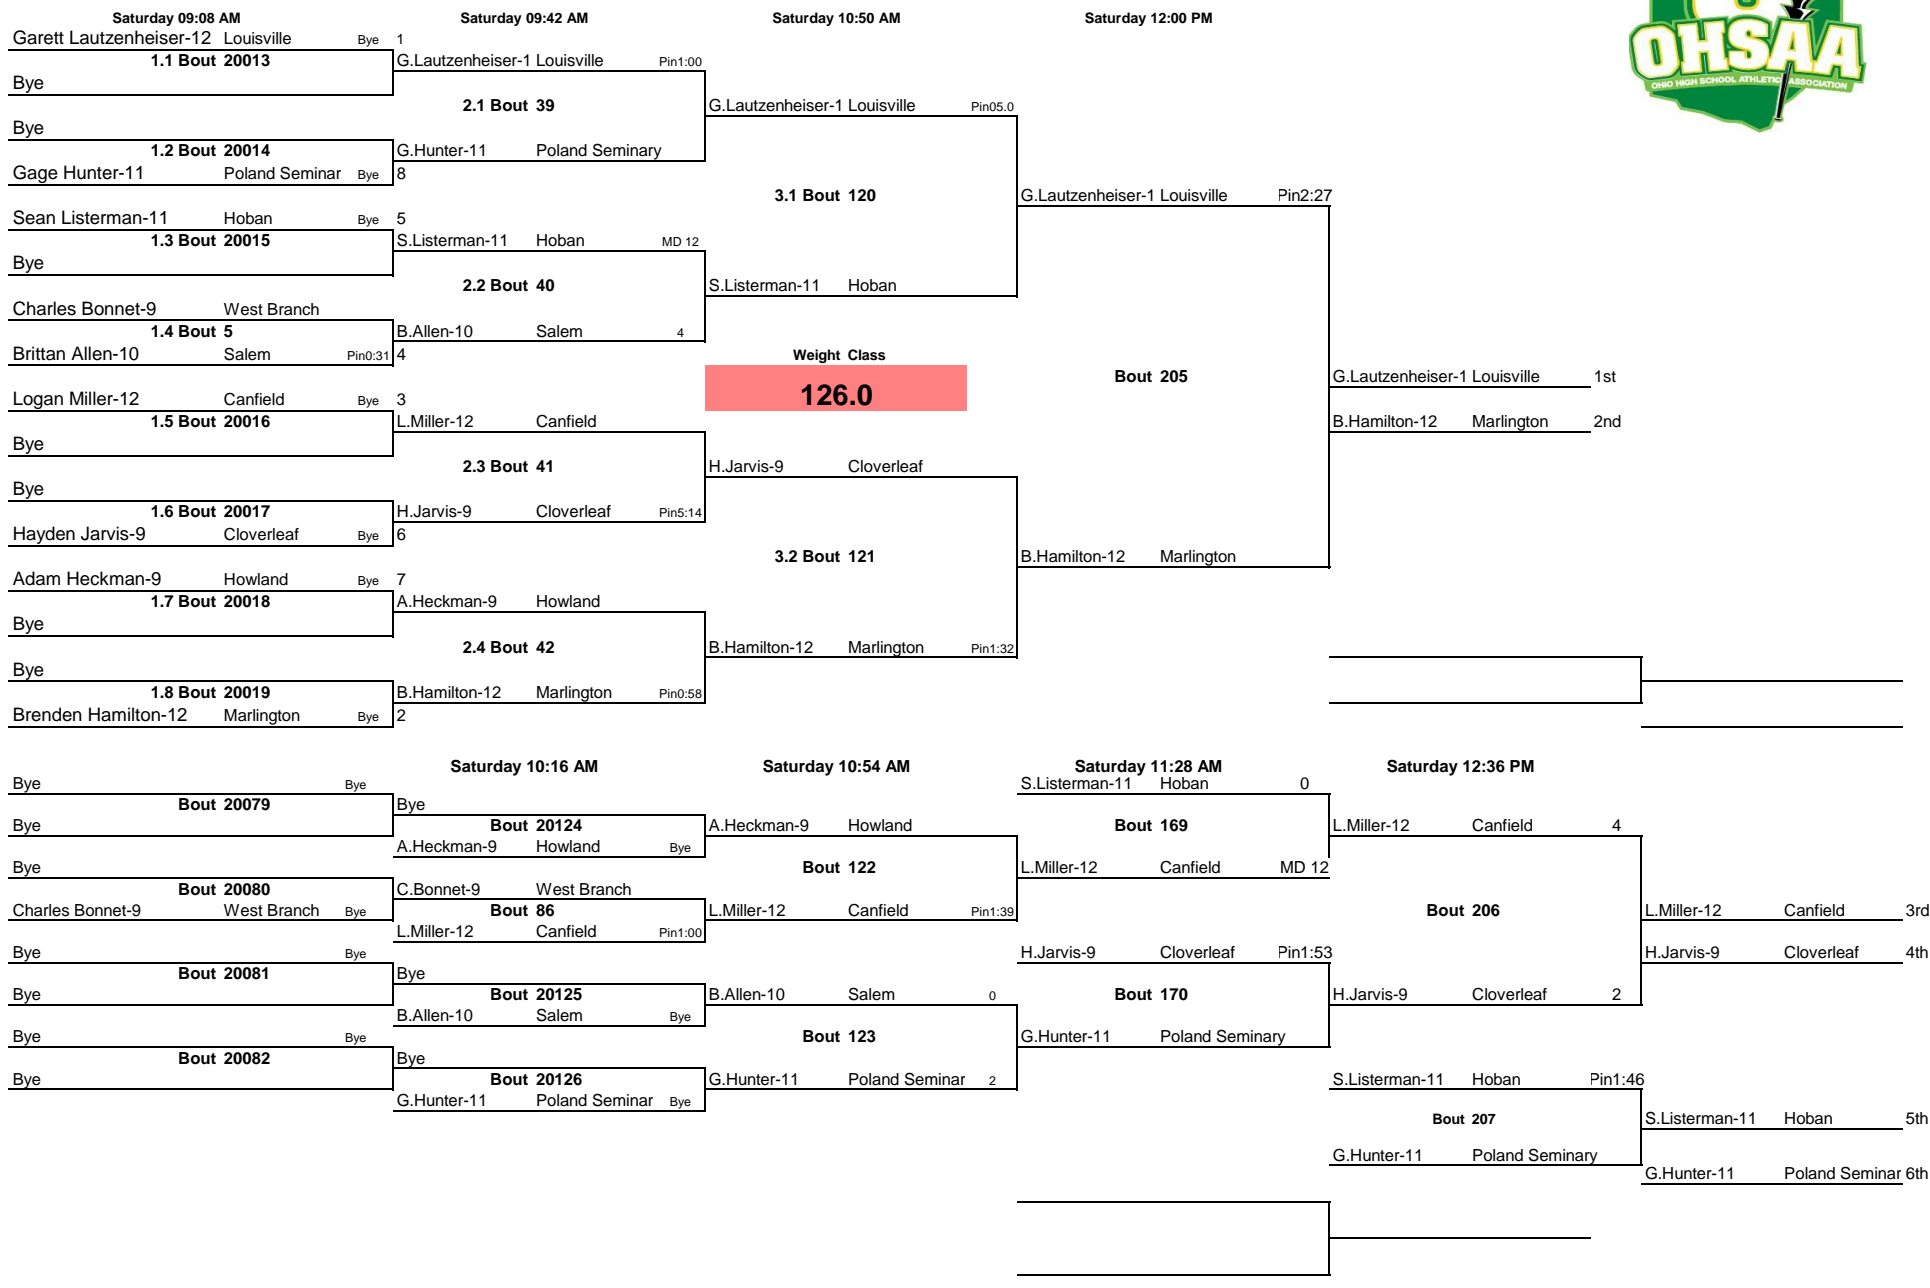 Saturday 09:08 AM Saturday 09:42 AM Saturday 10:50 AM Saturday 12:00 PM
OHSAA
OHIO HIGH SCHOOL ATHLETIC ASSOCIATION
Garett Lautzenheiser-12 Louisville Bye 1
1.1 Bout 20013 G.Lautzenheiser-1 Louisville Pin1:00
Bye
2.1 Bout 39 G.Lautzenheiser-1 Louisville Pin05.0
Bye
1.2 Bout 20014 G.Hunter-11 Poland Seminary
Gage Hunter-11 Poland Seminar Bye 8
3.1 Bout 120 G.Lautzenheiser-1 Louisville Pin2:27
Sean Listerman-11 Hoban Bye 5
1.3 Bout 20015 S.Listerman-11 Hoban MD 12
Bye
2.2 Bout 40 S.Listerman-11 Hoban
Charles Bonnet-9 West Branch
1.4 Bout 5 B.Allen-10 Salem 4
Brittan Allen-10 Salem Pin0:31 4 Weight Class
Bout 205 G.Lautzenheiser-1 Louisville 1st
Logan Miller-12 Canfield Bye 3 126.0
1.5 Bout 20016 L.Miller-12 Canfield B.Hamilton-12 Marlington 2nd
Bye
2.3 Bout 41 H.Jarvis-9 Cloverleaf
Bye
1.6 Bout 20017 H.Jarvis-9 Cloverleaf Pin5:14
Hayden Jarvis-9 Cloverleaf Bye 6
3.2 Bout 121 B.Hamilton-12 Marlington
Adam Heckman-9 Howland Bye 7
1.7 Bout 20018 A.Heckman-9 Howland
Bye
2.4 Bout 42 B.Hamilton-12 Marlington Pin1:32
Bye
1.8 Bout 20019 B.Hamilton-12 Marlington Pin0:58
Brenden Hamilton-12 Marlington Bye 2
Saturday 10:16 AM Saturday 10:54 AM Saturday 11:28 AM Saturday 12:36 PM
Bye Bye S.Listerman-11 Hoban 0
Bout 20079 Bye
Bye Bout 20124 A.Heckman-9 Howland Bout 169 L.Miller-12 Canfield 4
A.Heckman-9 Howland Bye
Bye Bout 122 L.Miller-12 Canfield MD 12
Bout 20080 C.Bonnet-9 West Branch
Charles Bonnet-9 West Branch Bye Bout 86 L.Miller-12 Canfield Pin1:39 Bout 206 L.Miller-12 Canfield 3rd
L.Miller-12 Canfield Pin1:00
Bye Bye H.Jarvis-9 Cloverleaf Pin1:53 H.Jarvis-9 Cloverleaf 4th
Bout 20081 Bye
Bye Bout 20125 B.Allen-10 Salem 0 Bout 170 H.Jarvis-9 Cloverleaf 2
B.Allen-10 Salem Bye
Bye Bye Bout 123 G.Hunter-11 Poland Seminary
Bout 20082 Bye
Bye Bout 20126 G.Hunter-11 Poland Seminar 2 S.Listerman-11 Hoban Pin1:46
G.Hunter-11 Poland Seminar Bye
Bout 207 S.Listerman-11 Hoban 5th
G.Hunter-11 Poland Seminary
G.Hunter-11 Poland Seminar 6th